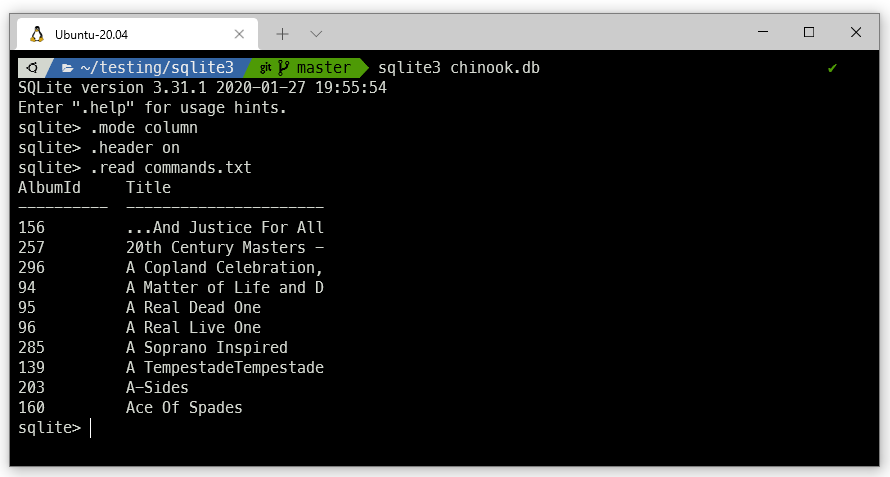 Ubuntu-20.04
~/testing/sqlite3 git master sqlite3 chinook.db ✔
SQLite version 3.31.1 2020-01-27 19:55:54
Enter ".help" for usage hints.
sqlite> .mode column
sqlite> .header on
sqlite> .read commands.txt
AlbumId     Title
----------  ----------------------
156         ...And Justice For All
257         20th Century Masters -
296         A Copland Celebration,
94          A Matter of Life and D
95          A Real Dead One
96          A Real Live One
285         A Soprano Inspired
139         A TempestadeTempestade
203         A-Sides
160         Ace Of Spades
sqlite>